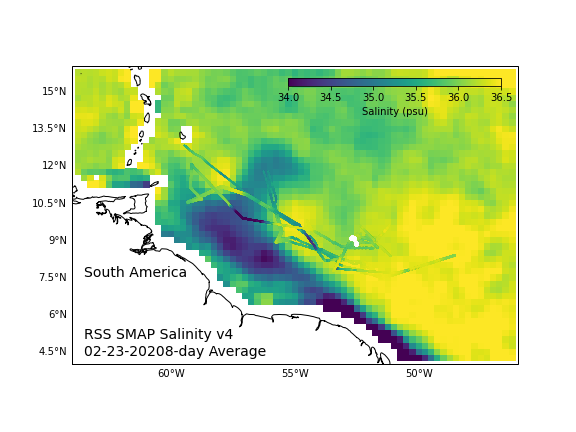 15°N
13.5°N
12°N
10.5°N
9°N
7.5°N
6°N
4.5°N
34.0 34.5 35.0 35.5 36.0 36.5
Salinity (psu)
South America
RSS SMAP Salinity v4
02-23-20208-day Average
60°W 55°W 50°W